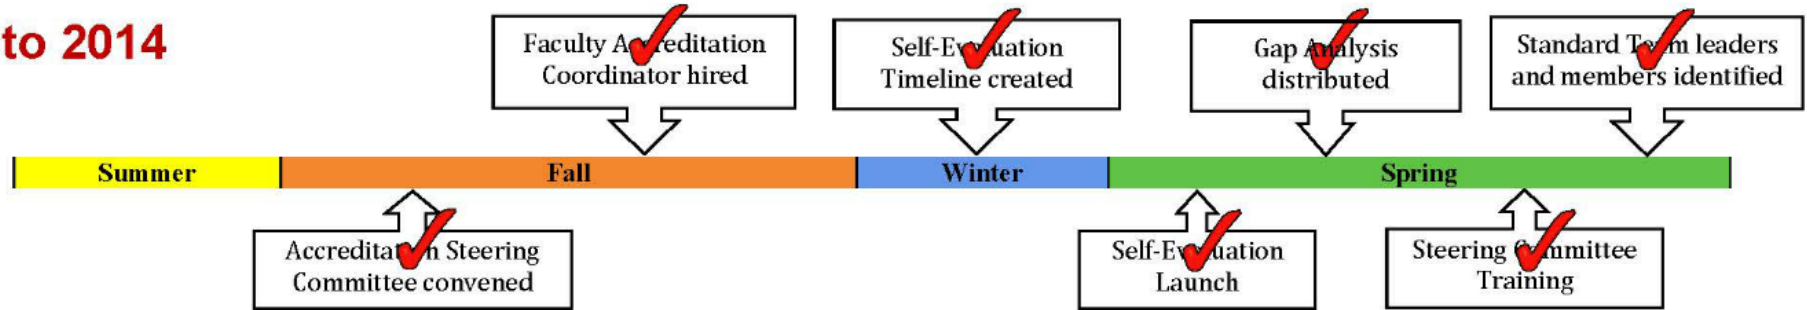 to 2014
Faculty Accreditation
Coordinator hired
Self-Evaluation
Timeline created
Gap Analysis
distributed
Standard Team leaders
and members identified
Summer
Fall
Winter
Spring
Accreditation Steering
Committee convened
Self-Evaluation
Launch
Steering Committee
Training